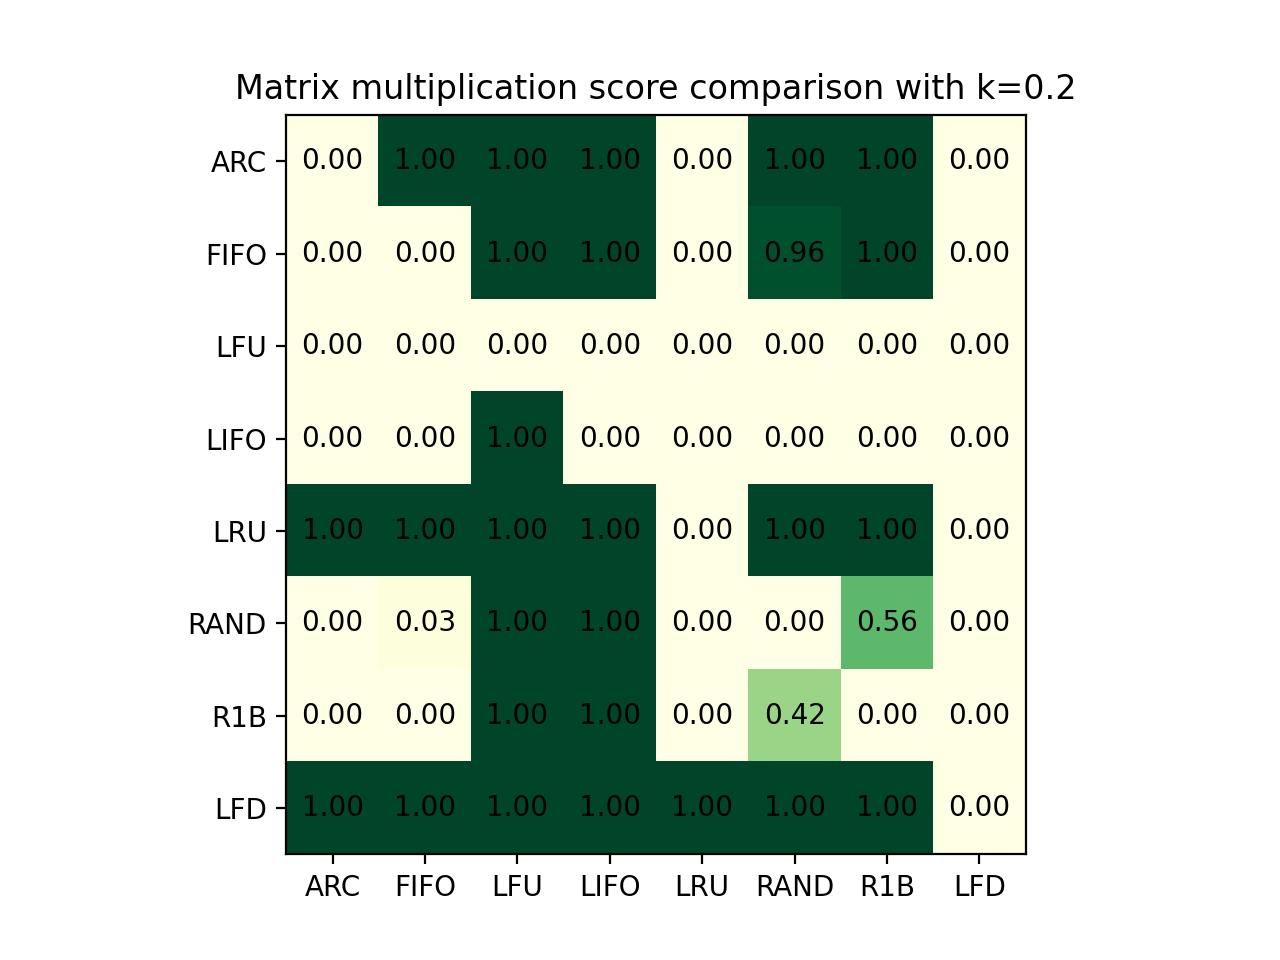 Matrix multiplication score comparison with k=0.2
ARC 0.00 1.00 1.00 1.00 0.00 1.00 1.00 0.00
FIFO 0.00 0.00 1.00 1.00 0.00 0.96 1.00 0.00
LFU 0.00 0.00 0.00 0.00 0.00 0.00 0.00 0.00
LIFO 0.00 0.00 1.00 0.00 0.00 0.00 0.00 0.00
LRU 1.00 1.00 1.00 1.00 0.00 1.00 1.00 0.00
RAND 0.00 0.03 1.00 1.00 0.00 0.00 0.56 0.00
R1B 0.00 0.00 1.00 1.00 0.00 0.42 0.00 0.00
LFD 1.00 1.00 1.00 1.00 1.00 1.00 1.00 0.00
ARC FIFO LFU LIFO LRU RAND R1B LFD